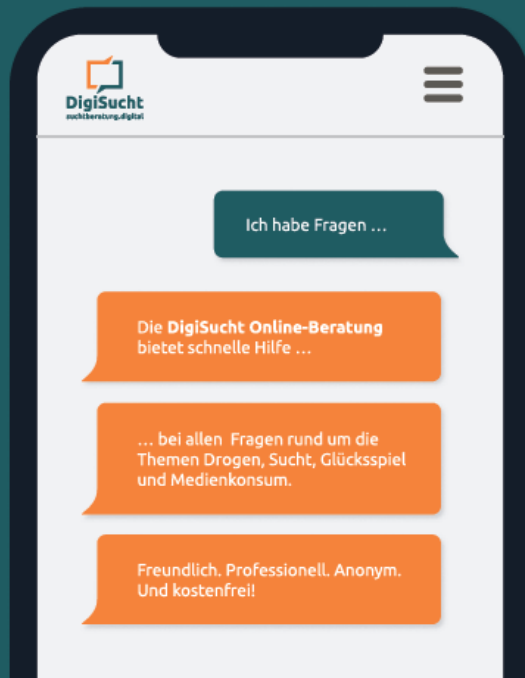 DigiSucht
suchtberatung.digital
Ich habe Fragen …
Die DigiSucht Online-Beratung
bietet schnelle Hilfe …
… bei allen Fragen rund um die
Themen Drogen, Sucht, Glücksspiel
und Medienkonsum.
Freundlich. Professionell. Anonym.
Und kostenfrei!